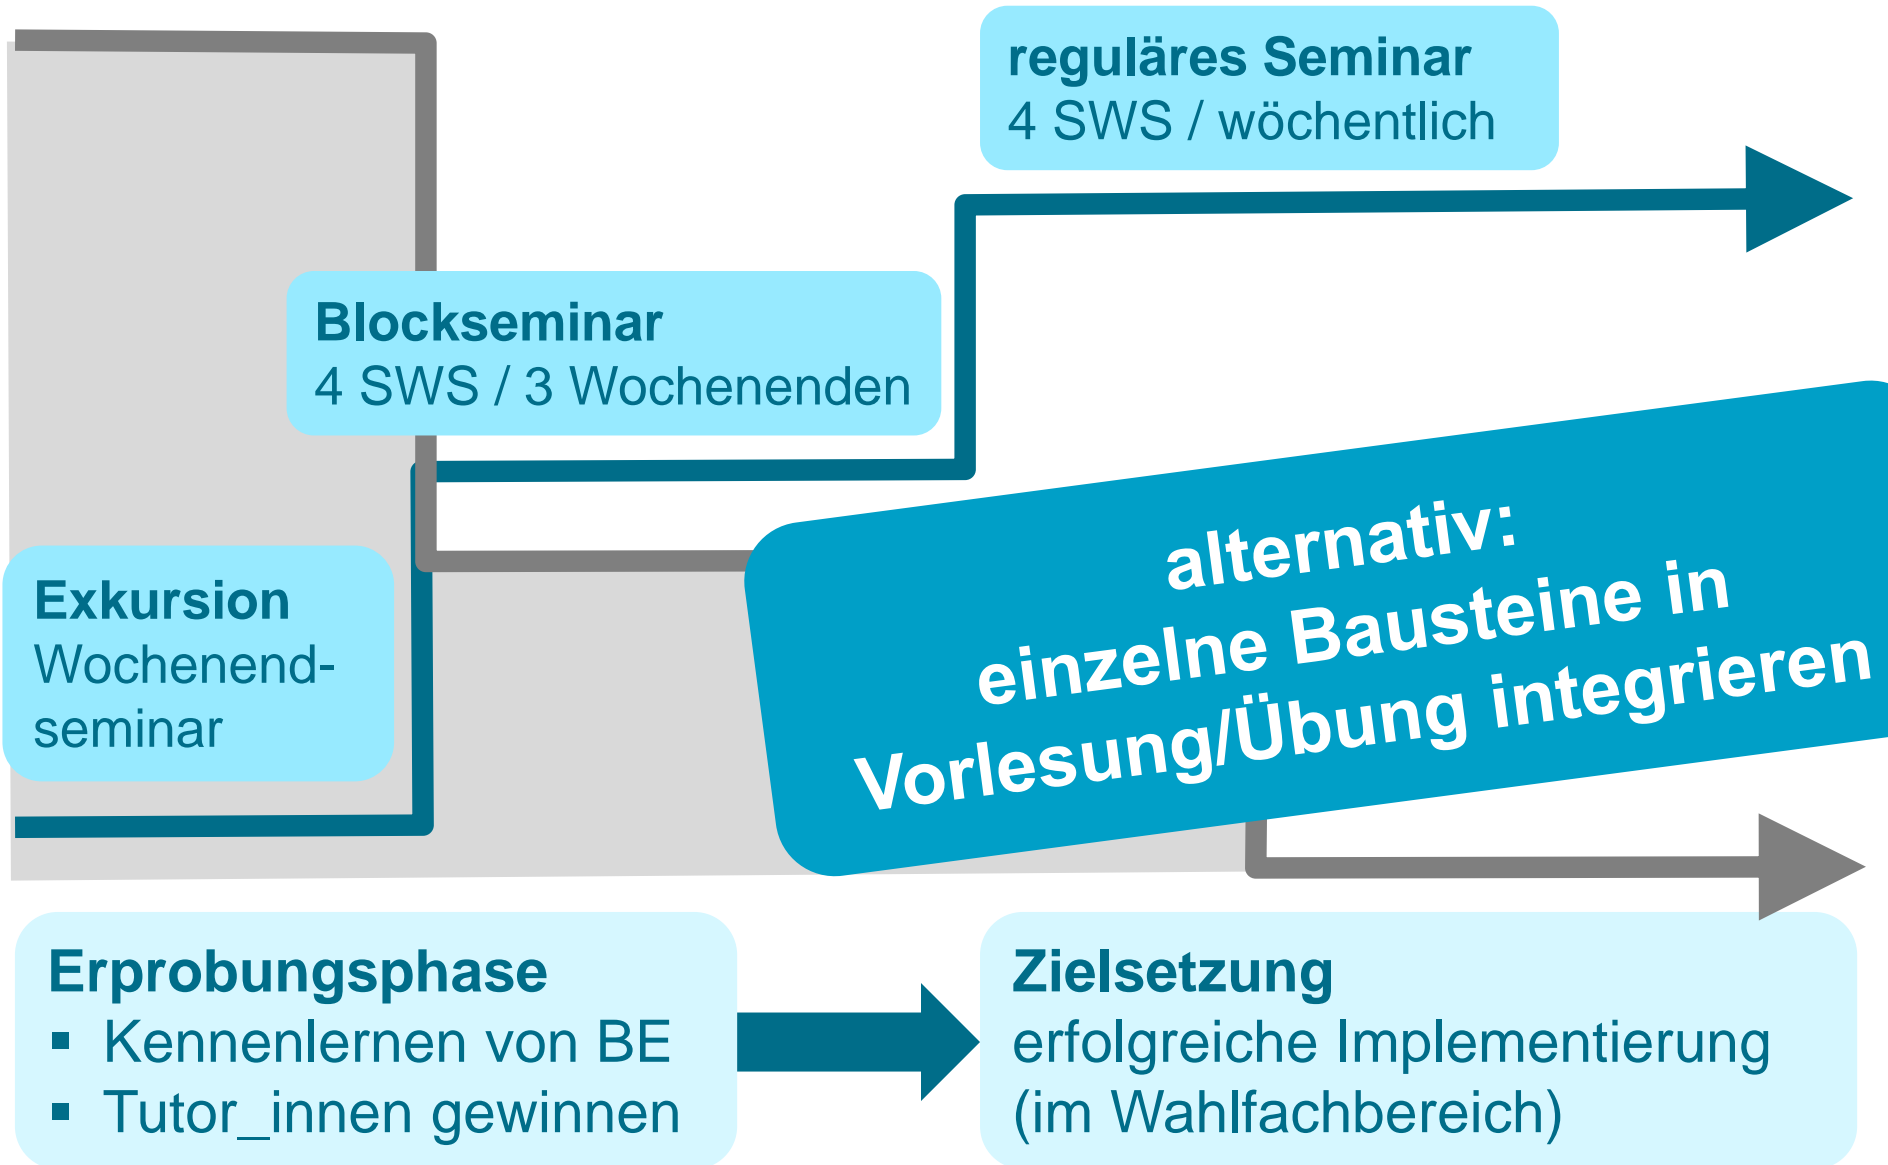 reguläres Seminar
4 SWS / wöchentlich
Blockseminar
4 SWS / 3 Wochenenden
Exkursion
Wochenend-
seminar
alternativ:
einzelne Bausteine in
Vorlesung/Übung integrieren
Erprobungsphase
▪ Kennenlernen von BE
▪ Tutor_innen gewinnen
Zielsetzung
erfolgreiche Implementierung
(im Wahlfachbereich)